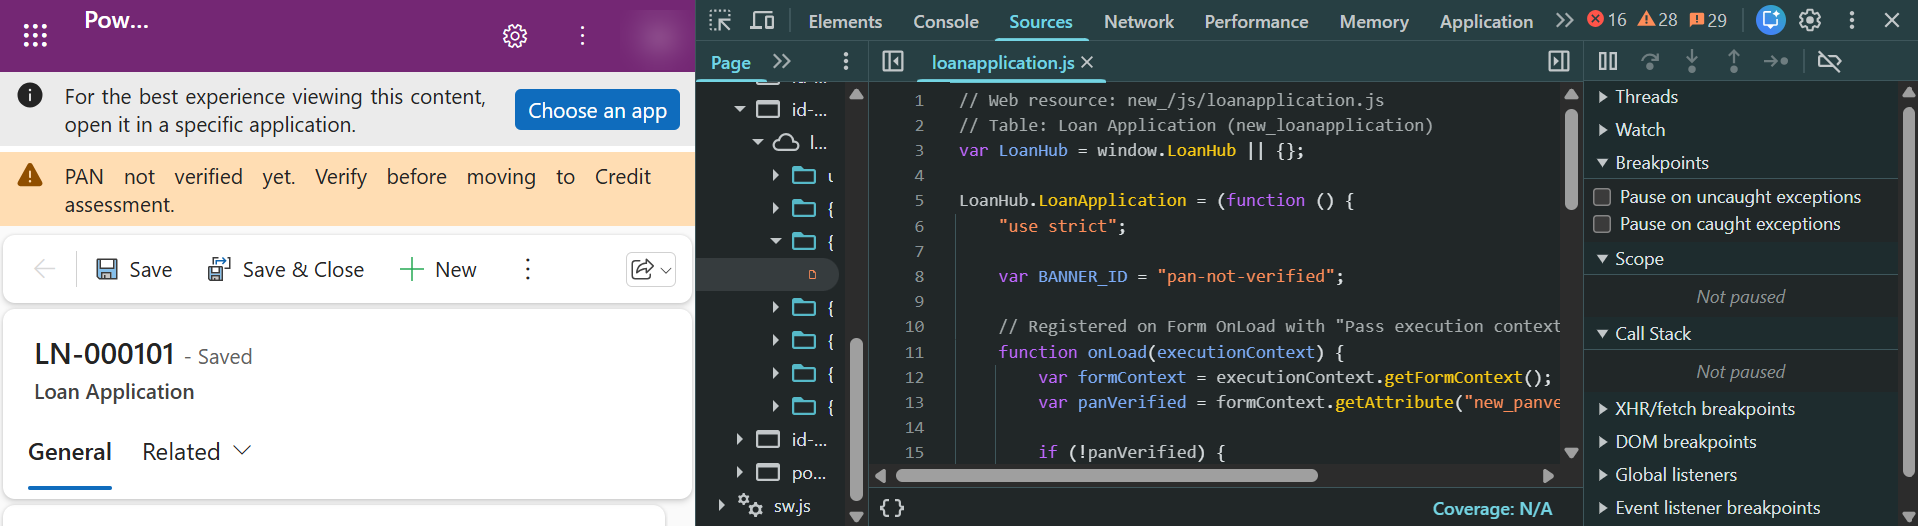 Pow...
For the best experience viewing this content,
open it in a specific application.
Choose an app
PAN not verified yet. Verify before moving to Credit
assessment.
Save
Save & Close
New
LN-000101 - Saved
Loan Application
General
Related
Elements
Console
Sources
Network
Performance
Memory
Application
16
28
29
Page
id-...
l...
{
{
{
{
{
{
id-...
po...
sw.js
loanapplication.js
1 // Web resource: new_/js/loanapplication.js
2 // Table: Loan Application (new_loanapplication)
3 var LoanHub = window.LoanHub || {};
4
5 LoanHub.LoanApplication = (function () {
6 "use strict";
7
8 var BANNER_ID = "pan-not-verified";
9
10 // Registered on Form OnLoad with "Pass execution context
11 function onLoad(executionContext) {
12 var formContext = executionContext.getFormContext();
13 var panVerified = formContext.getAttribute("new_panve
14
15 if (!panVerified) {
{}
Coverage: N/A
Threads
Watch
Breakpoints
Pause on uncaught exceptions
Pause on caught exceptions
Scope
Not paused
Call Stack
Not paused
XHR/fetch breakpoints
DOM breakpoints
Global listeners
Event listener breakpoints